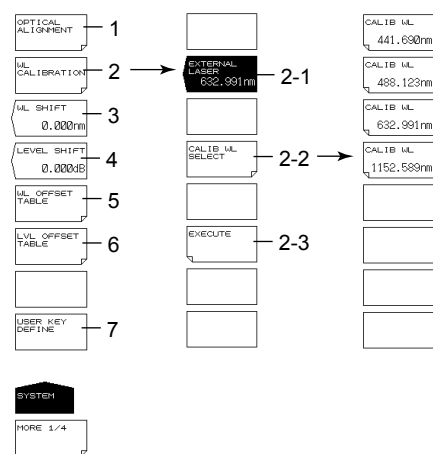 OPTICAL
ALIGNMENT
1
WL
CALIBRATION
2
WL SHIFT
0.000nm
3
LEVEL SHIFT
0.000dB
4
WL OFFSET
TABLE
5
LVL OFFSET
TABLE
6
USER KEY
DEFINE
7
SYSTEM
MORE 1/4
EXTERNAL
LASER
632.991nm
2-1
CALIB WL
SELECT
2-2
EXECUTE
2-3
CALIB WL
441.690nm
CALIB WL
488.123nm
CALIB WL
632.991nm
CALIB WL
1152.589nm